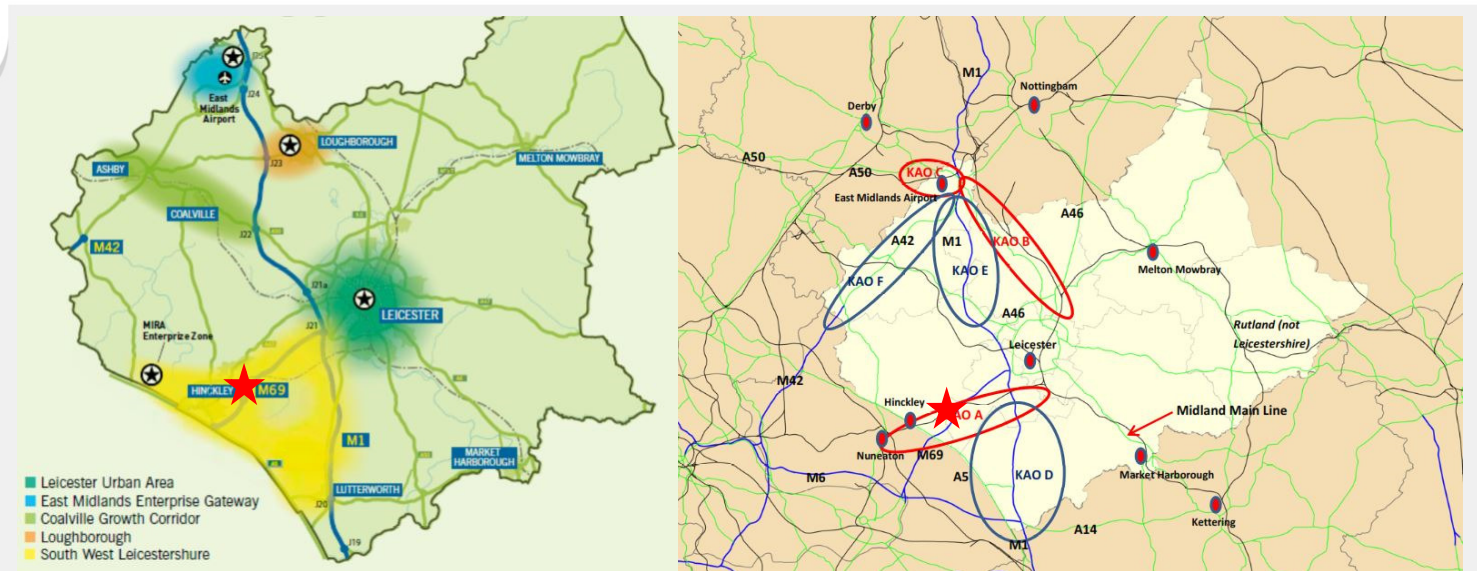 J25
East
Midlands
Airport
J24
LOUGHBOROUGH
J23
ASHBY
MELTON MOWBRAY
COALVILLE
J22
M42
J21a
LEICESTER
J21
MIRA
Enterprize Zone
HINCKLEY
M69
M1
MARKET
HARBOROUGH
LUTTERWORTH
J20
J19
Leicester Urban Area
East Midlands Enterprise Gateway
Coalville Growth Corridor
Loughborough
South West Leicestershure
M1
Nottingham
Derby
A50
A50
KAO C
East Midlands Airport
A46
A42
M1
KAO B
KAO F
KAO E
Melton Mowbray
A46
Leicester
Rutland (not
Leicestershire)
M42
Hinckley
KAO A
Midland Main Line
Nuneaton
M69
M6
A5
KAO D
Market Harborough
Kettering
A14
M1